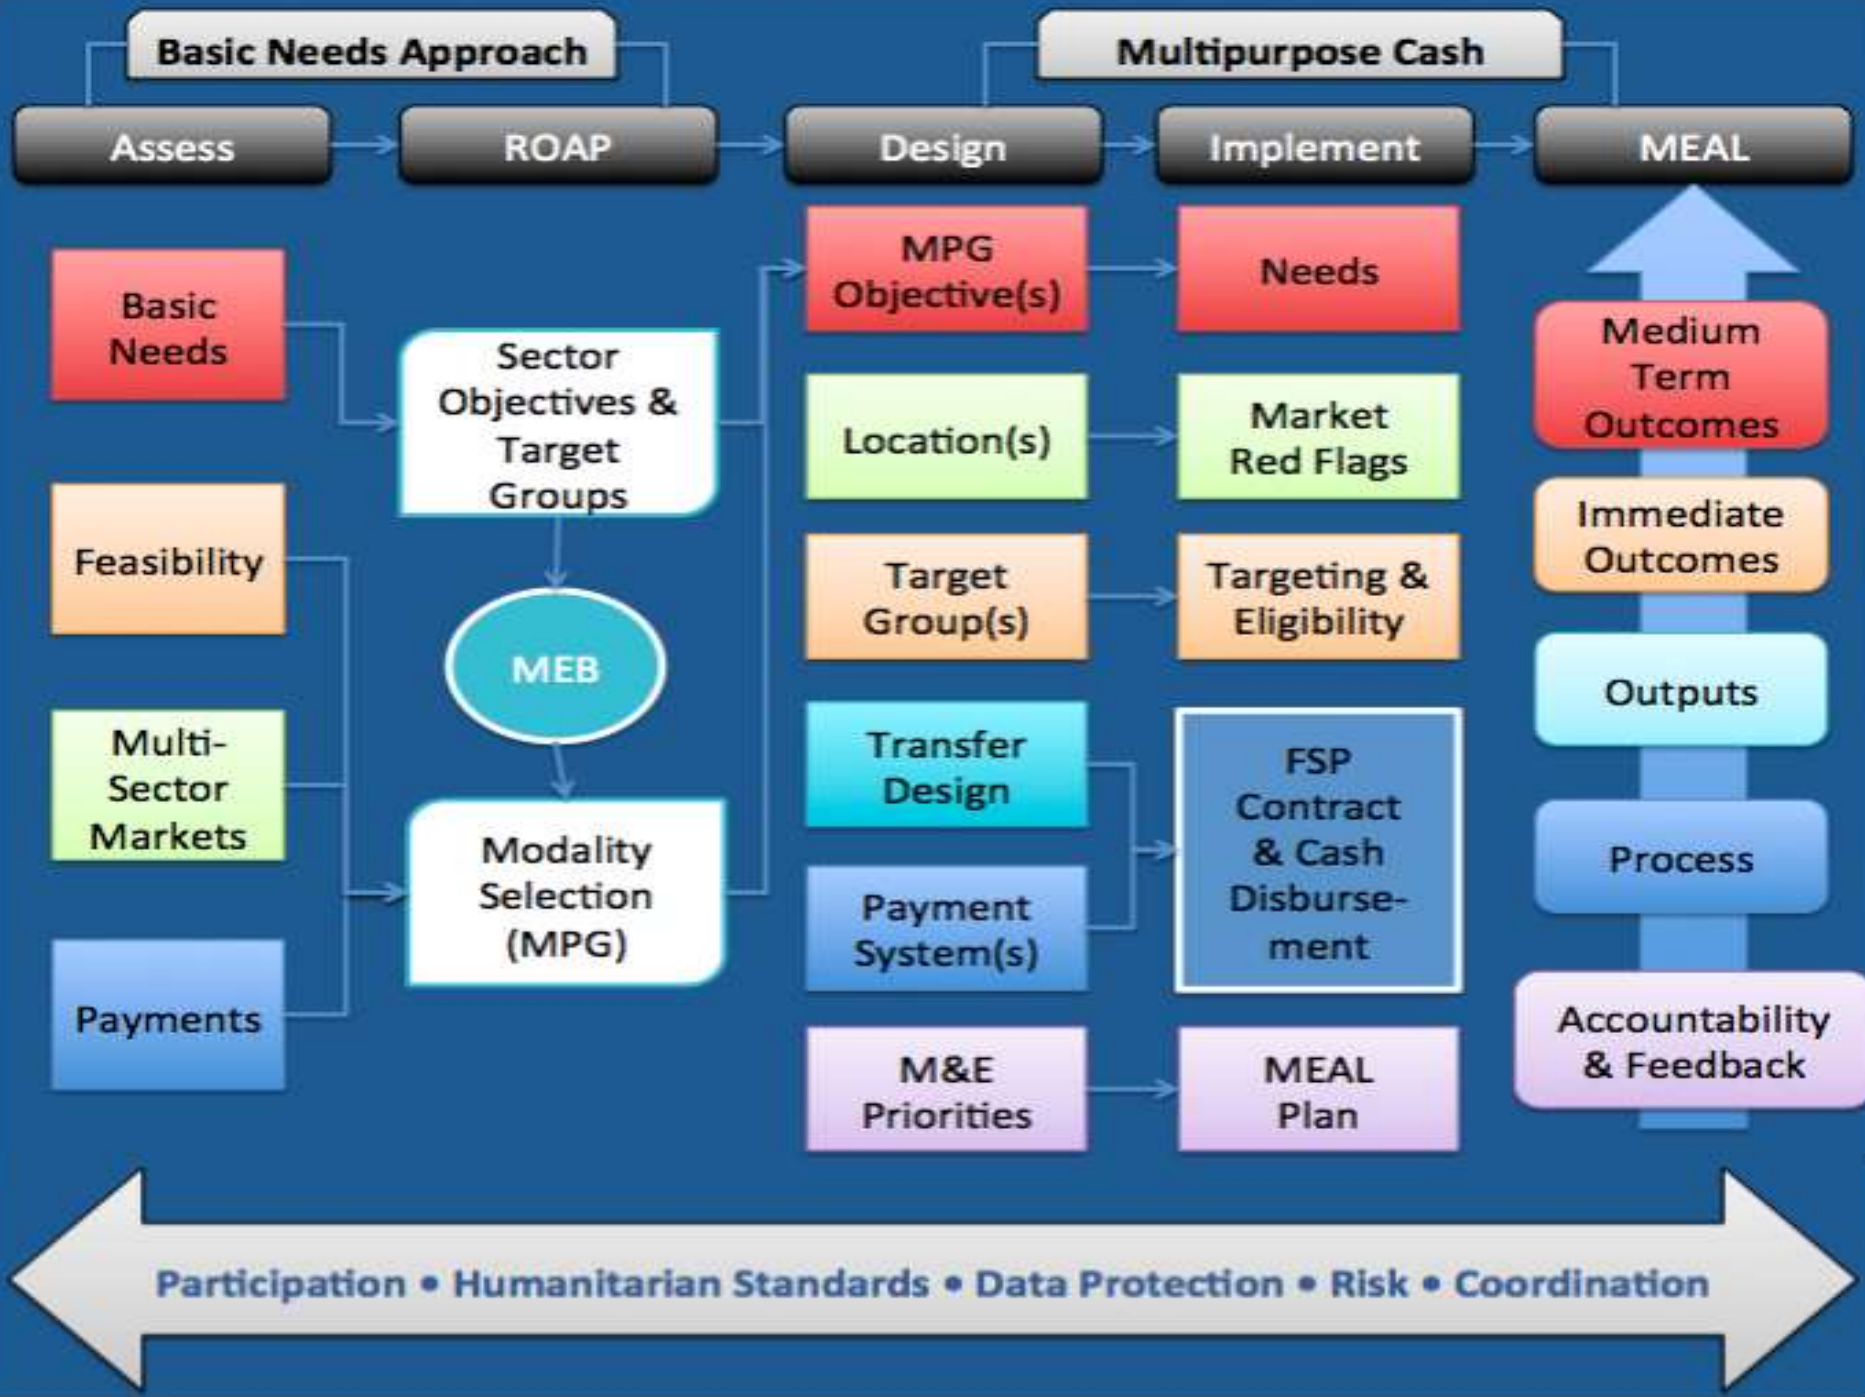 Basic Needs Approach
Multipurpose Cash
Assess
ROAP
Design
Implement
MEAL
Basic
Needs
Feasibility
Multi-
Sector
Markets
Payments
Sector
Objectives &
Target
Groups
MEB
Modality
Selection
(MPG)
MPG
Objective(s)
Location(s)
Target
Group(s)
Transfer
Design
Payment
System(s)
M&E
Priorities
Needs
Market
Red Flags
Targeting &
Eligibility
FSP
Contract
& Cash
Disburse-
ment
MEAL
Plan
Medium
Term
Outcomes
Immediate
Outcomes
Outputs
Process
Accountability
& Feedback
Participation • Humanitarian Standards • Data Protection • Risk • Coordination